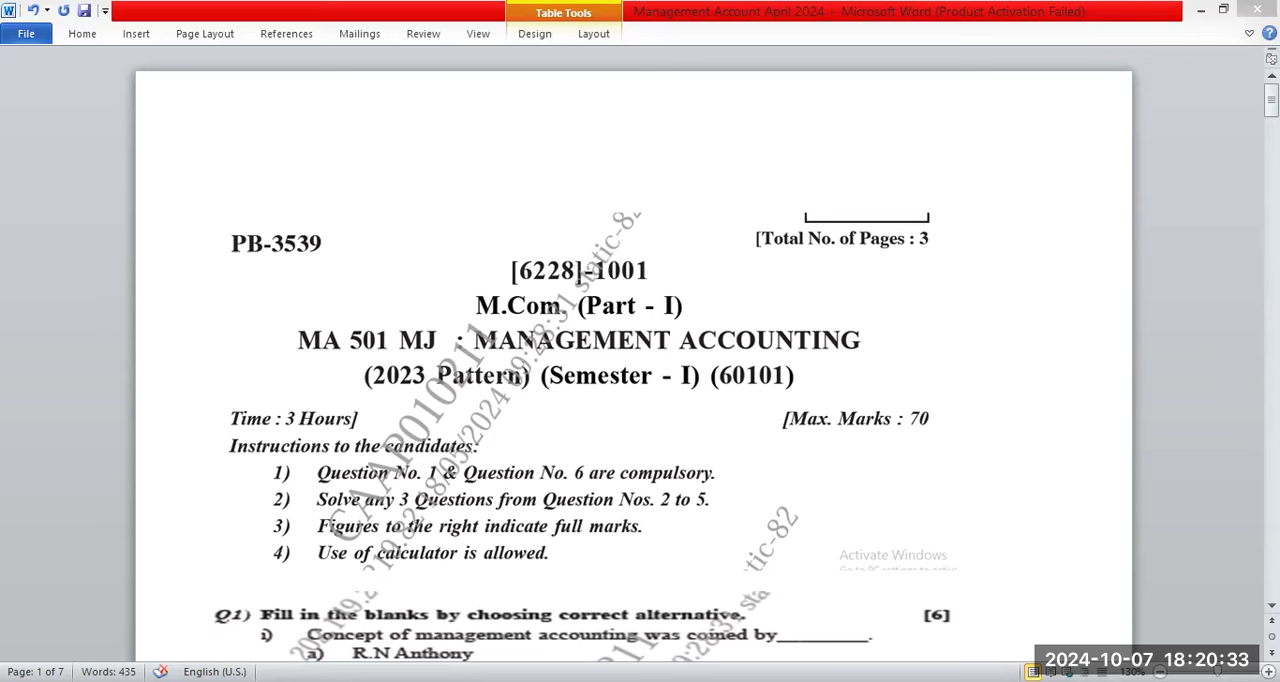 Table Tools
Management Account April 2024 - Microsoft Word (Product Activation Failed)
File Home Insert Page Layout References Mailings Review View Design Layout
PB-3539
[Total No. of Pages : 3
[6228]-1001
M.Com. (Part - I)
MA 501 MJ : MANAGEMENT ACCOUNTING
(2023 Pattern) (Semester - I) (60101)
Time : 3 Hours]
[Max. Marks : 70
Instructions to the candidates:
1) Question No. 1 & Question No. 6 are compulsory.
2) Solve any 3 Questions from Question Nos. 2 to 5.
3) Figures to the right indicate full marks.
4) Use of calculator is allowed.
CAAP010211
Activate Windows
Q1) Fill in the blanks by choosing correct alternative. [6]
i) Concept of management accounting was coined by_________.
a) R.N Anthony
2024-10-07 18:20:33
Page: 1 of 7 Words: 435 English (U.S.) 130%